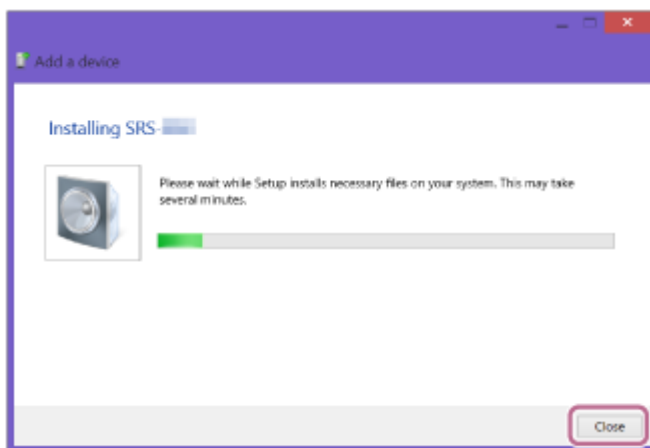 Add a device
Installing SRS-
Please wait while Setup installs necessary files on your system. This may take
several minutes.
Close